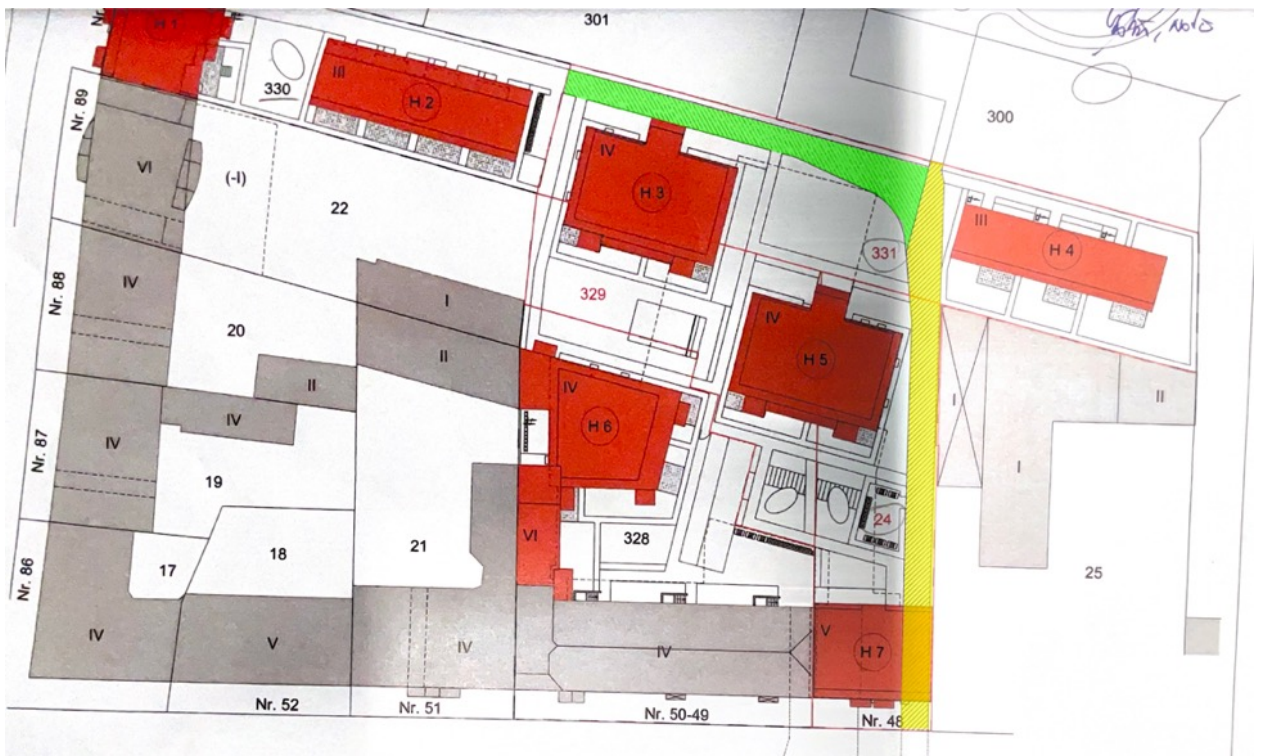 301
H 1
Nr.
NOVO
330
III
H 2
300
Nr. 89
VI
(-I)
22
IV
H 3
III
H 4
331
Nr. 88
IV
20
I
II
329
IV
H 5
II
IV
IV
H 6
I
II
I
Nr. 87
IV
19
24
VI
328
21
18
17
25
Nr. 86
IV
V
IV
IV
V
H 7
Nr. 52
Nr. 51
Nr. 50-49
Nr. 48